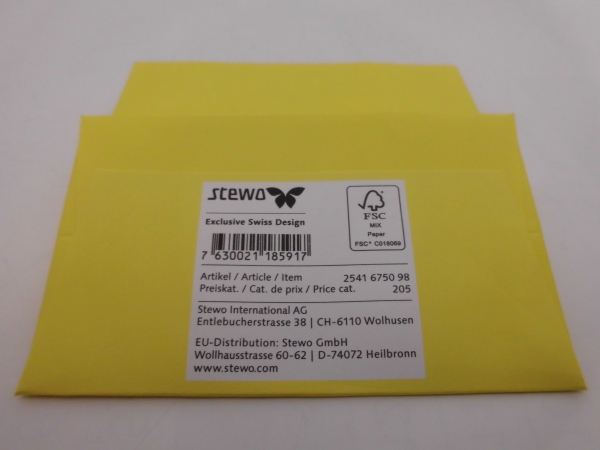 stewo
Exclusive Swiss Design
FSC
MIX
Paper
FSC® C016069
7 630021 185917
Artikel / Article / Item 2541 6750 98
Preiskat. / Cat. de prix / Price cat. 205
Stewo International AG
Entlebucherstrasse 38 | CH-6110 Wolhusen
EU-Distribution: Stewo GmbH
Wollhausstrasse 60-62 | D-74072 Heilbronn
www.stewo.com